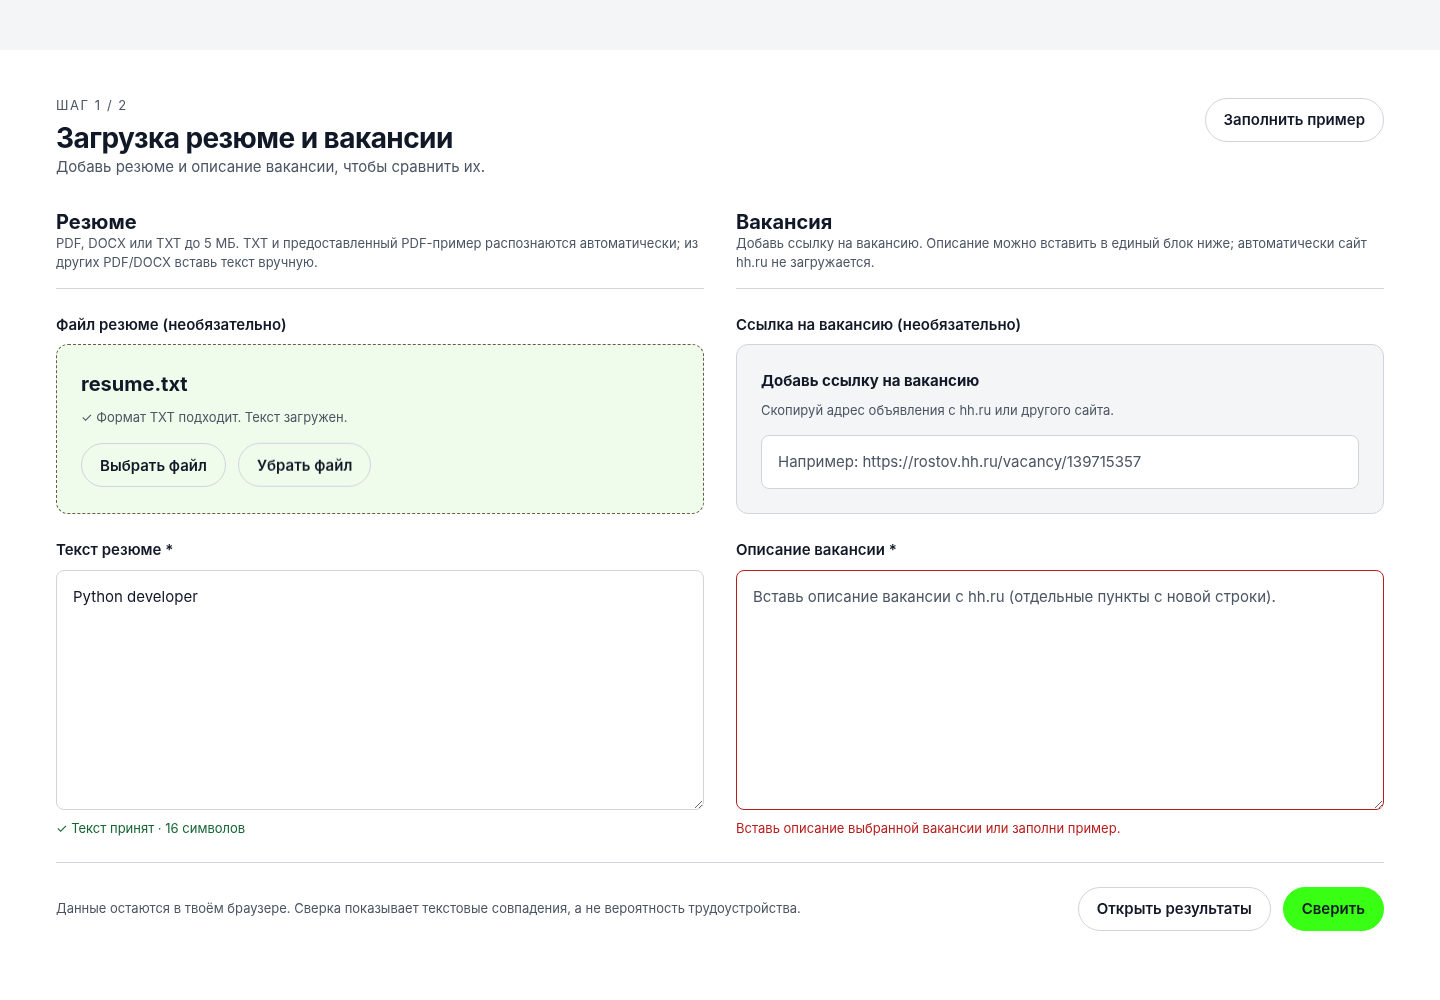 ШАГ 1 / 2
Загрузка резюме и вакансии
Добавь резюме и описание вакансии, чтобы сравнить их.
Заполнить пример
Резюме
PDF, DOCX или TXT до 5 МБ. TXT и предоставленный PDF-пример распознаются автоматически; из
других PDF/DOCX вставь текст вручную.
Файл резюме (необязательно)
resume.txt
✓ Формат TXT подходит. Текст загружен.
Выбрать файл
Убрать файл
Текст резюме *
Python developer
✓ Текст принят · 16 символов
Вакансия
Добавь ссылку на вакансию. Описание можно вставить в единый блок ниже; автоматически сайт
hh.ru не загружается.
Ссылка на вакансию (необязательно)
Добавь ссылку на вакансию
Скопируй адрес объявления с hh.ru или другого сайта.
Например: https://rostov.hh.ru/vacancy/139715357
Описание вакансии *
Вставь описание вакансии с hh.ru (отдельные пункты с новой строки).
Вставь описание выбранной вакансии или заполни пример.
Данные остаются в твоём браузере. Сверка показывает текстовые совпадения, а не вероятность трудоустройства.
Открыть результаты
Сверить